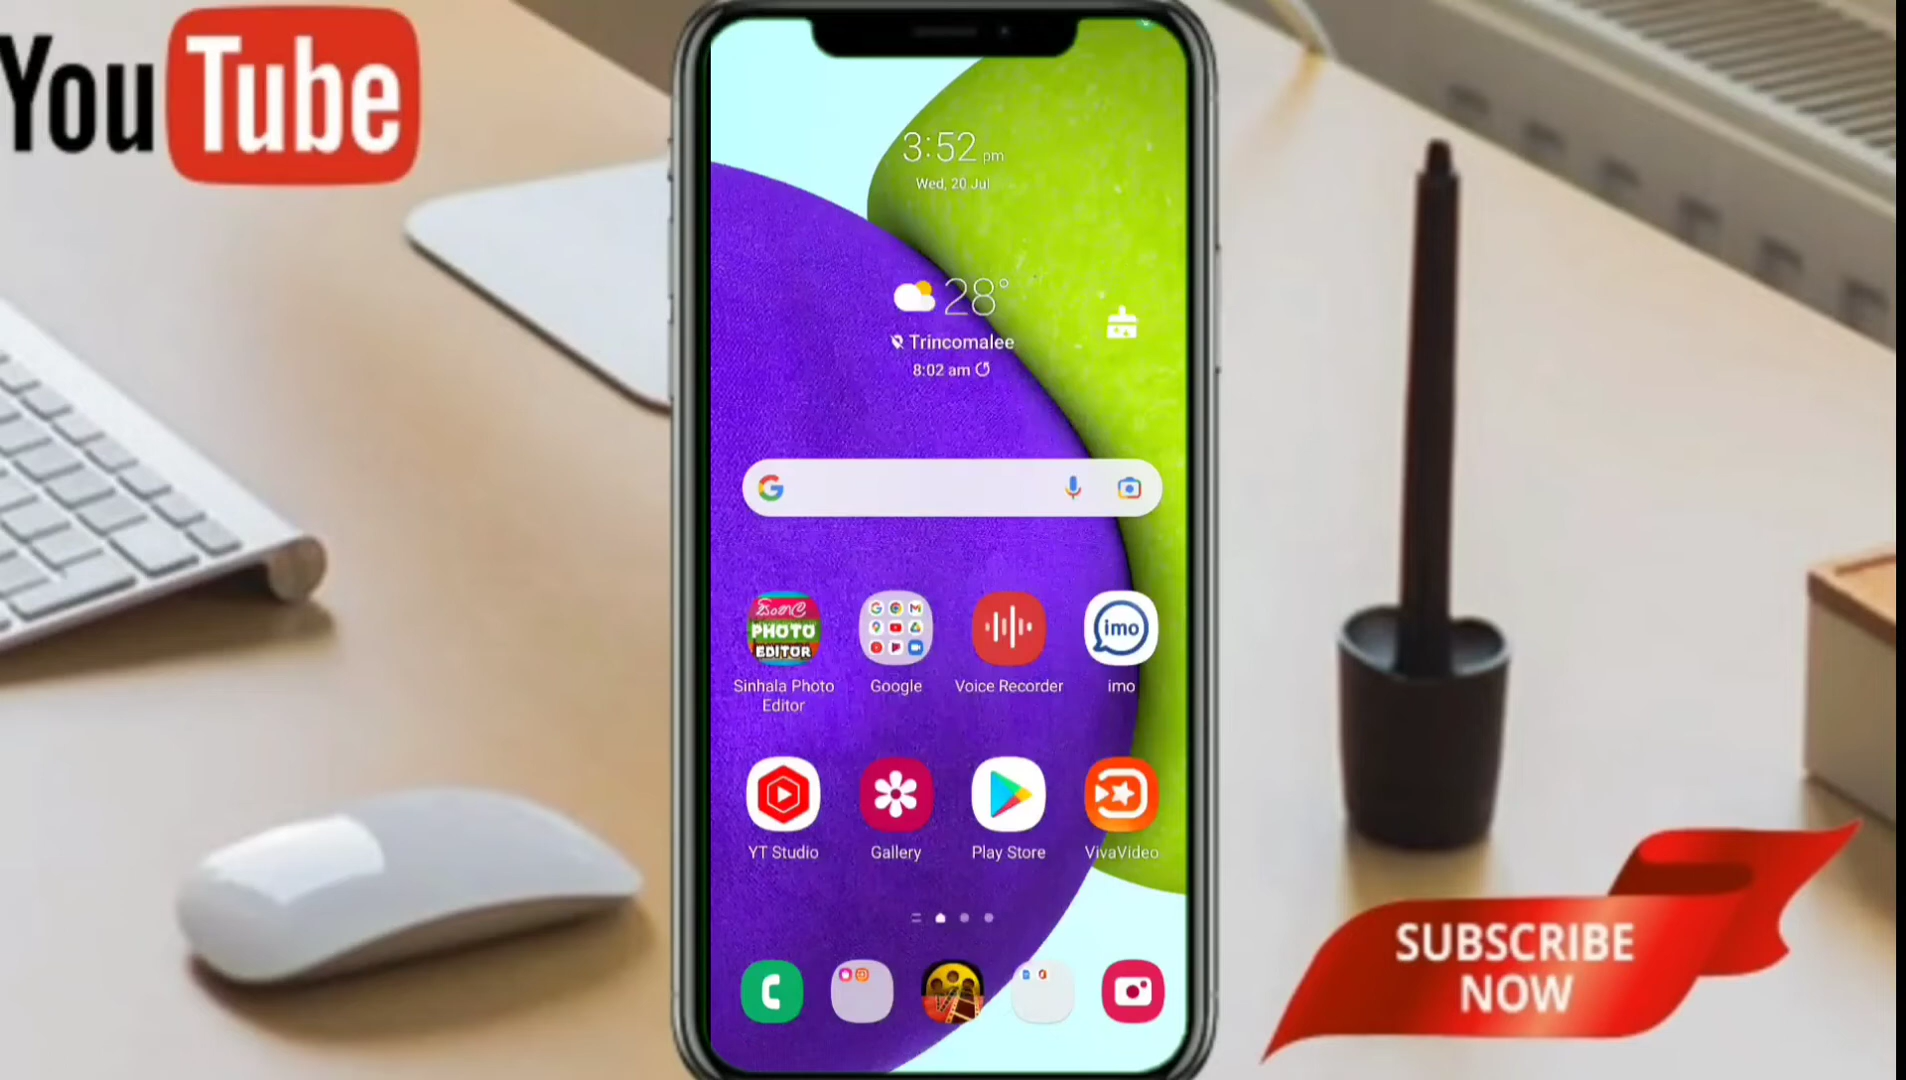 YouTube
3:52 pm
Wed, 20 Jul
28°
Trincomalee
8:02 am
සිංහල
PHOTO
EDITOR
imo
Sinhala Photo
Editor
Google
Voice Recorder
imo
YT Studio
Gallery
Play Store
VivaVideo
SUBSCRIBE
NOW